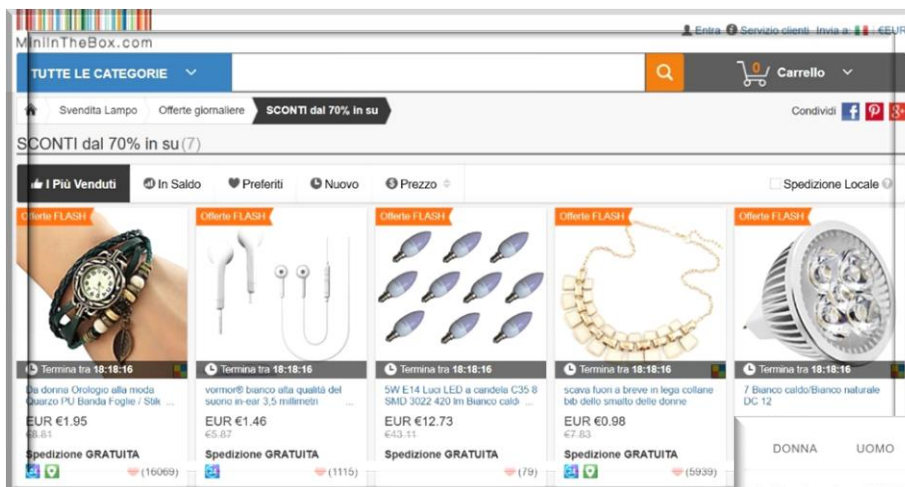 MiniInTheBox.com
Entra Servizio clienti Invia a: €EUR
TUTTE LE CATEGORIE
0 Carrello
Svendita Lampo Offerte giornaliere SCONTI dal 70% in su
Condividi
SCONTI dal 70% in su (7)
I Più Venduti In Saldo Preferiti Nuovo Prezzo Spedizione Locale
Offerte FLASH Offerte FLASH Offerte FLASH Offerte FLASH Offerte FLASH
Termina tra 18:18:16 Termina tra 18:18:16 Termina tra 18:18:16 Termina tra 18:18:16 Termina tra 18:18:16
Da donna Orologio alla moda vormor® bianco alta qualità del 5W E14 Luci LED a candela C35 8 scava fuori a breve in lega collane 7 Bianco caldo/Bianco naturale
Quarzo PU Banda Foglie / Stile ... suono in-ear 3,5 millimetri ... SMD 3022 420 lm Bianco caldo ... bib dello smalto delle donne DC 12
EUR €1.95 EUR €1.46 EUR €12.73 EUR €0.98
€8.81 €5.87 €43.11 €7.83
Spedizione GRATUITA Spedizione GRATUITA Spedizione GRATUITA Spedizione GRATUITA
(16069) (1115) (79) (5939)
DONNA UOMO